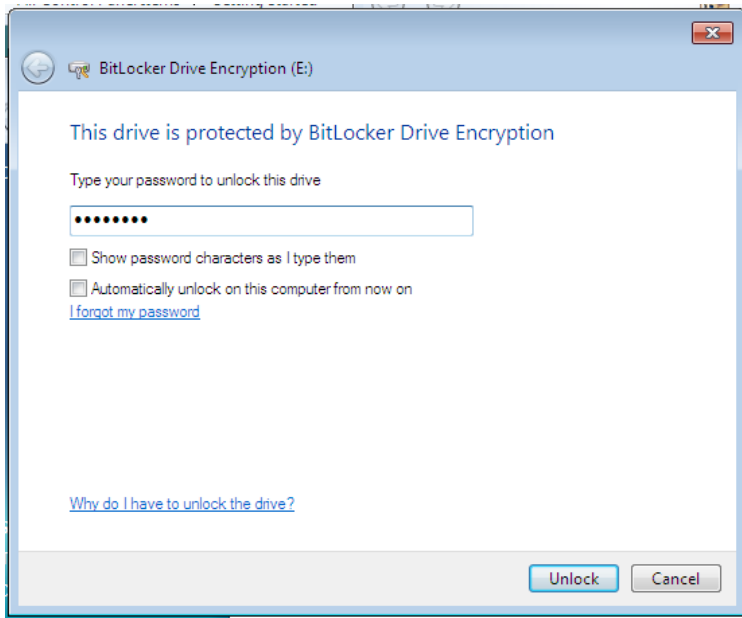 BitLocker Drive Encryption (E:)
This drive is protected by BitLocker Drive Encryption
Type your password to unlock this drive
••••••••
Show password characters as I type them
Automatically unlock on this computer from now on
I forgot my password
Why do I have to unlock the drive?
Unlock Cancel